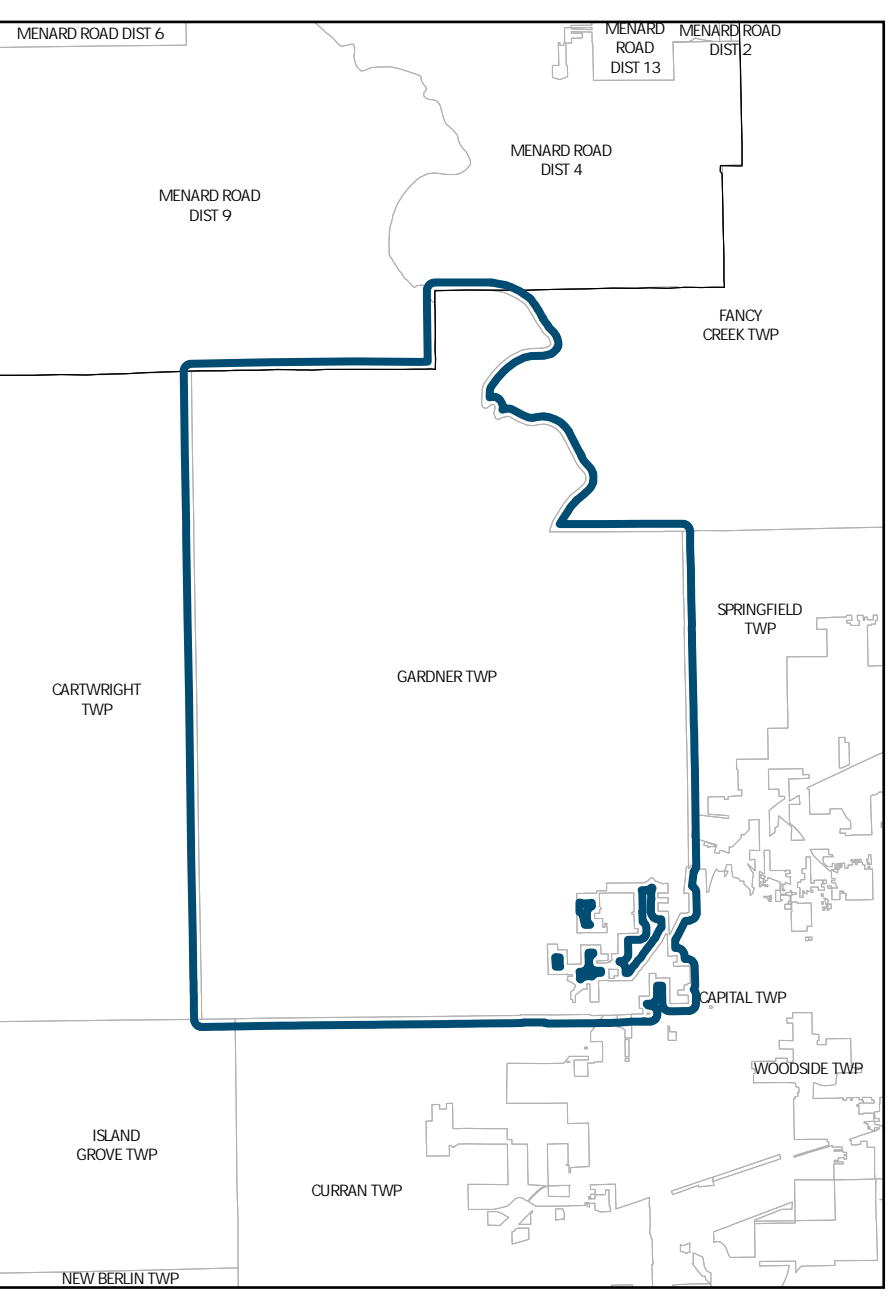 MENARD ROAD DIST 6
MENARD
ROAD
DIST 13
MENARD ROAD
DIST 2
MENARD ROAD
DIST 4
MENARD ROAD
DIST 9
FANCY
CREEK TWP
SPRINGFIELD
TWP
GARDNER TWP
CARTWRIGHT
TWP
CAPITAL TWP
WOODSIDE TWP
ISLAND
GROVE TWP
CURRAN TWP
NEW BERLIN TWP